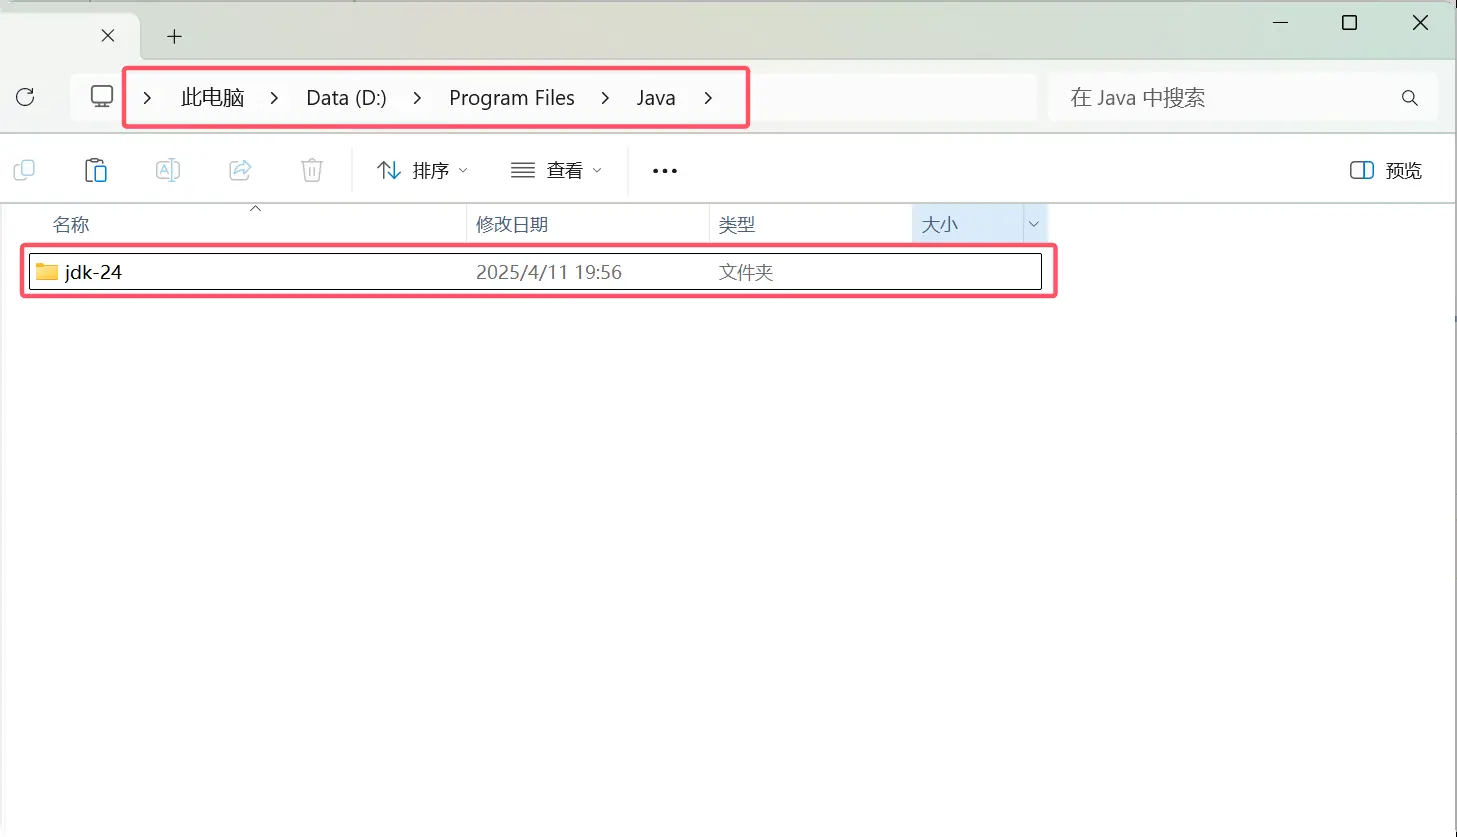 此电脑 Data (D:) Program Files Java
在 Java 中搜索
排序 查看 预览
名称 修改日期 类型 大小
jdk-24 2025/4/11 19:56 文件夹